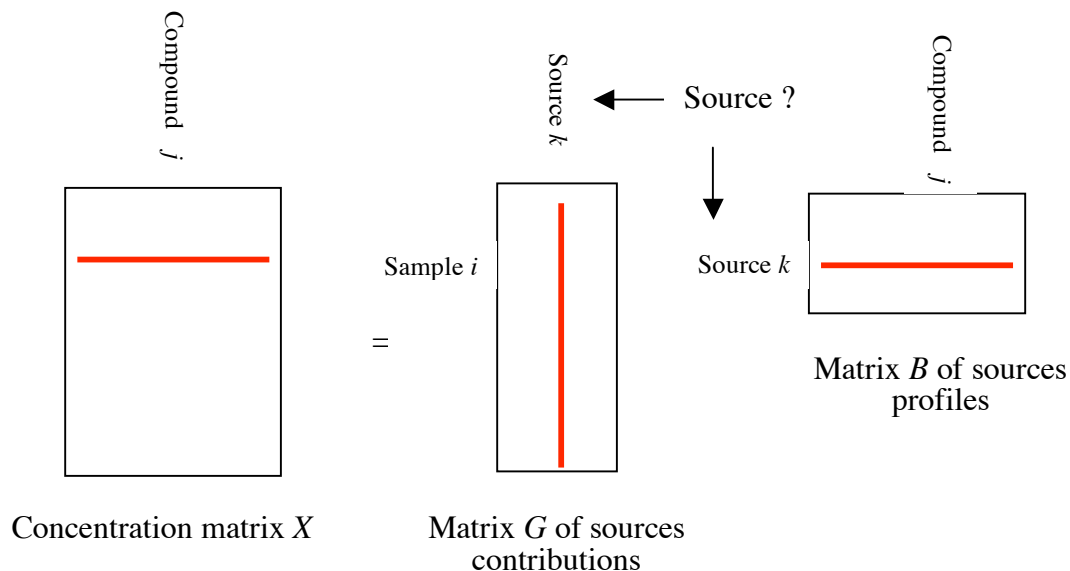 Compound j
Source k
Source ?
Compound j
Sample i
Source k
=
Matrix B of sources
profiles
Concentration matrix X
Matrix G of sources
contributions